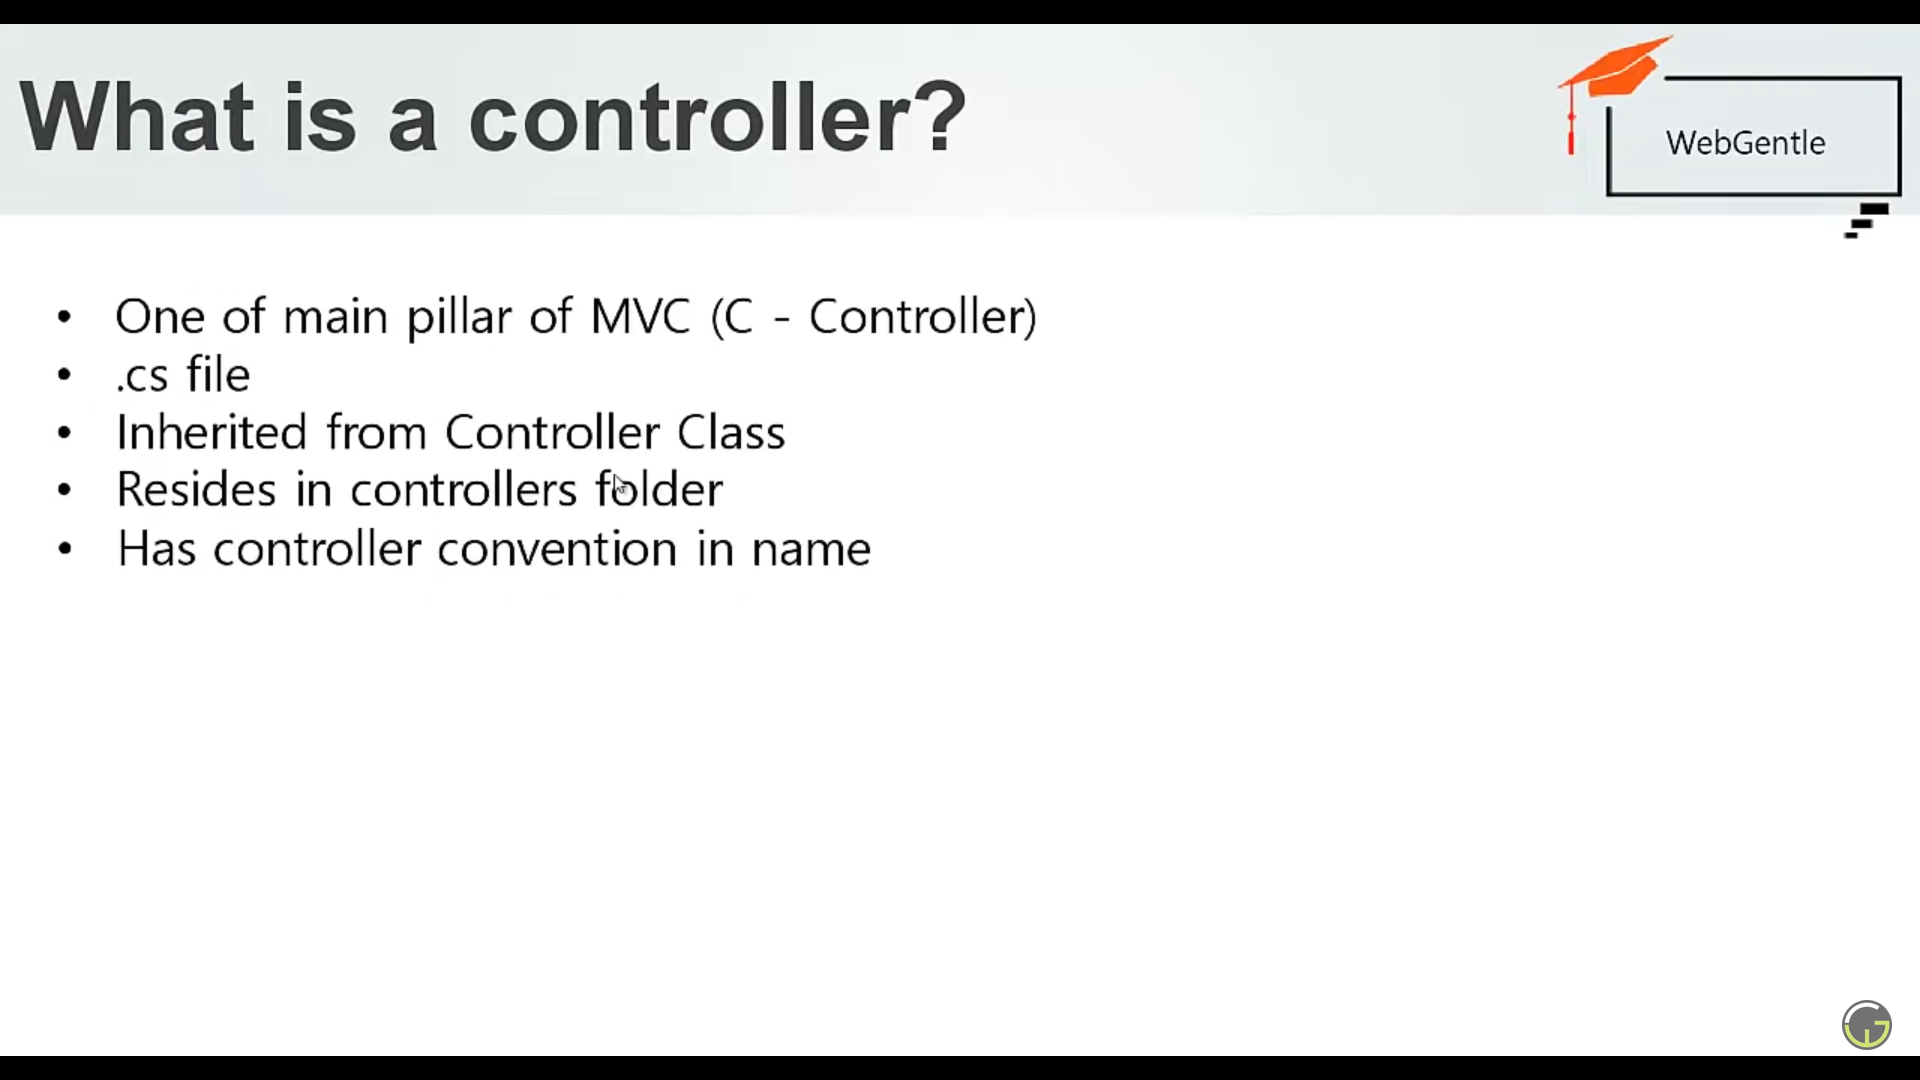 What is a controller?
WebGentle
• One of main pillar of MVC (C - Controller)
• .cs file
• Inherited from Controller Class
• Resides in controllers folder
• Has controller convention in name